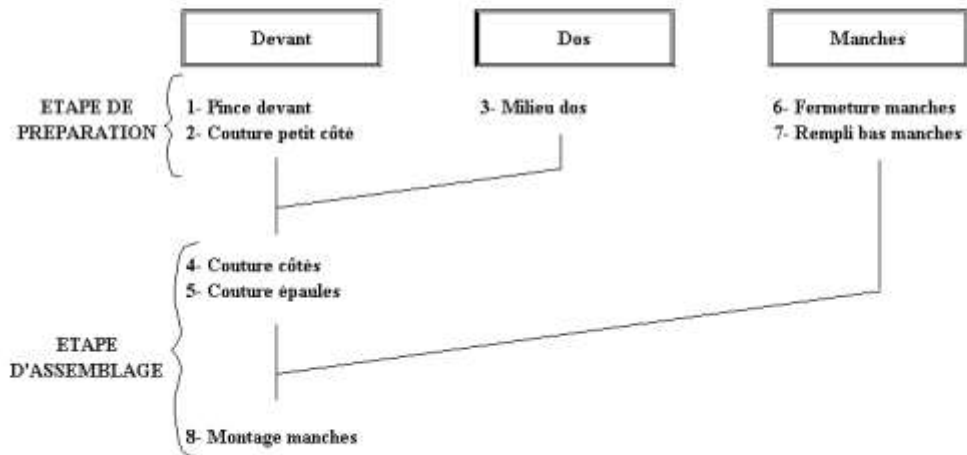 Devant
Dos
Manches
ETAPE DE
PREPARATION
1- Pince devant
2- Couture petit côté
3- Milieu dos
6- Fermeture manches
7- Rempli bas manches
4- Couture côtés
5- Couture épaules
ETAPE
D'ASSEMBLAGE
8- Montage manches